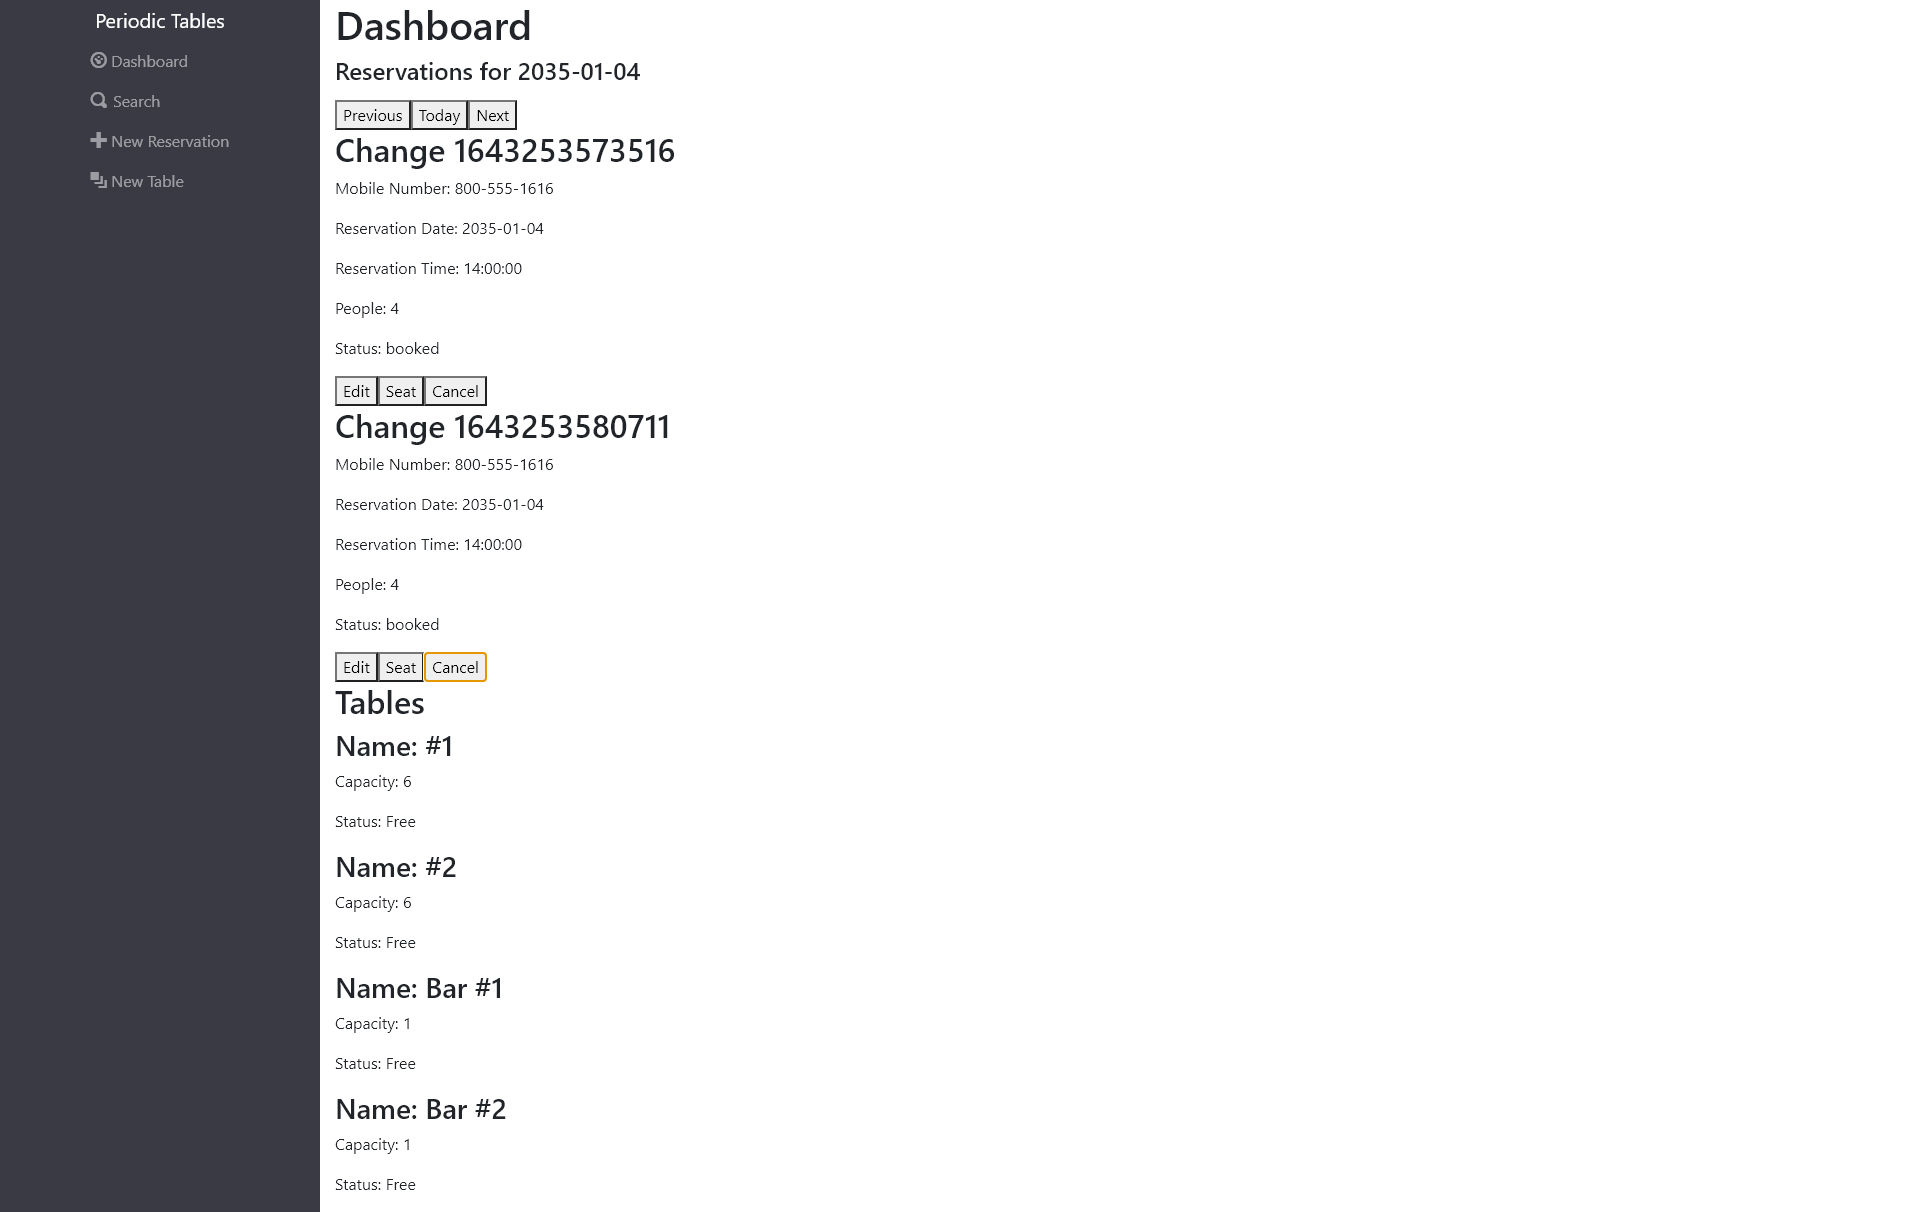 Periodic Tables
Dashboard
Search
New Reservation
New Table
Dashboard
Reservations for 2035-01-04
Previous Today Next
Change 1643253573516
Mobile Number: 800-555-1616
Reservation Date: 2035-01-04
Reservation Time: 14:00:00
People: 4
Status: booked
Edit Seat Cancel
Change 1643253580711
Mobile Number: 800-555-1616
Reservation Date: 2035-01-04
Reservation Time: 14:00:00
People: 4
Status: booked
Edit Seat Cancel
Tables
Name: #1
Capacity: 6
Status: Free
Name: #2
Capacity: 6
Status: Free
Name: Bar #1
Capacity: 1
Status: Free
Name: Bar #2
Capacity: 1
Status: Free